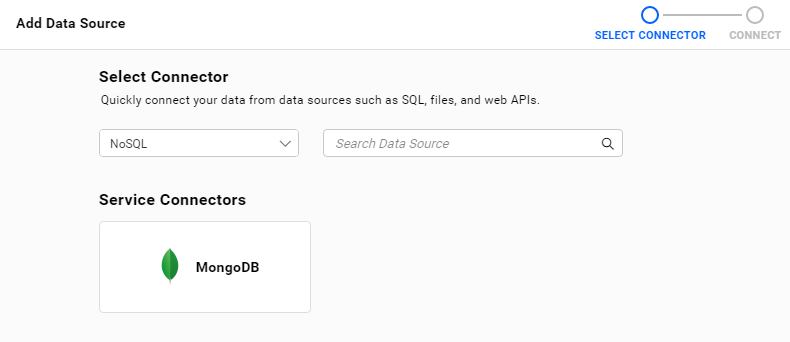 Add Data Source
SELECT CONNECTOR
CONNECT
Select Connector
Quickly connect your data from data sources such as SQL, files, and web APIs.
NoSQL
Search Data Source
Service Connectors
MongoDB